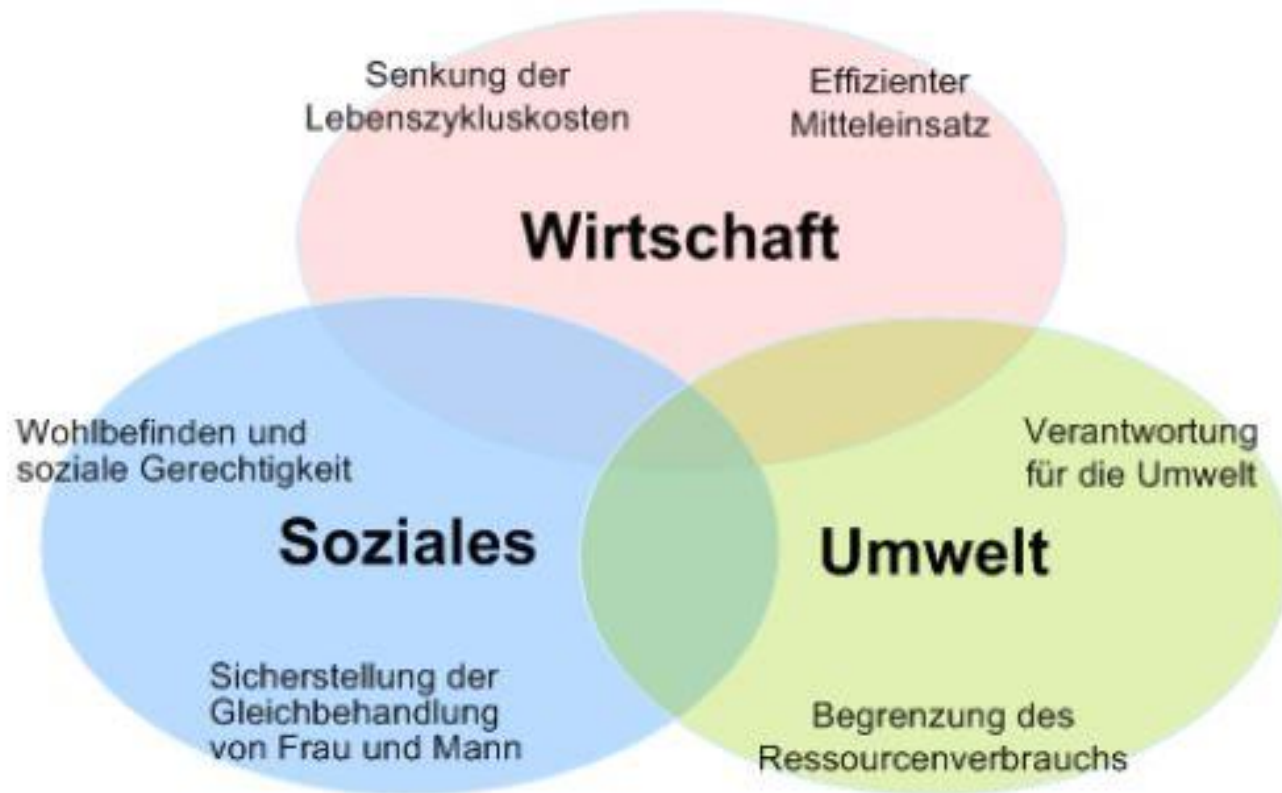 Senkung der
Lebenszykluskosten
Effizienter
Mitteleinsatz
Wirtschaft
Wohlbefinden und
soziale Gerechtigkeit
Verantwortung
für die Umwelt
Soziales
Umwelt
Sicherstellung der
Gleichbehandlung
von Frau und Mann
Begrenzung des
Ressourcenverbrauchs